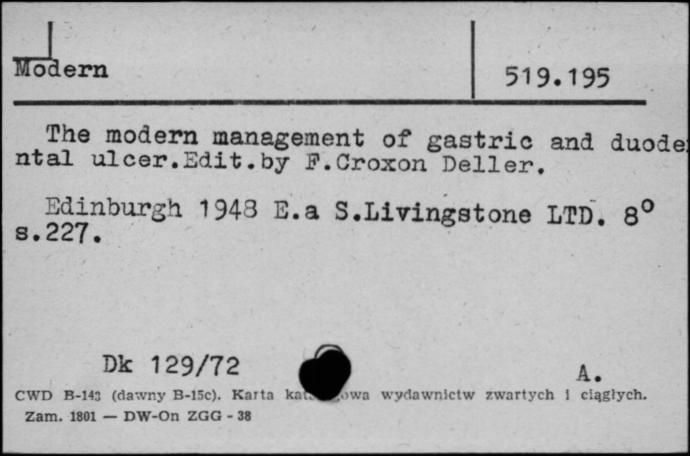 Modern
519.195
The modern management of gastric and duode
ntal ulcer.Edit.by F.Croxon Deller.
Edinburgh 1948 E.a S.Livingstone LTD. 8°
s.227.
Dk 129/72
A.
CWD B-143 (dawny B-15c). Karta wydawnictw zwartych i ciągłych.
Zam. 1801 — DW-On ZGG - 38